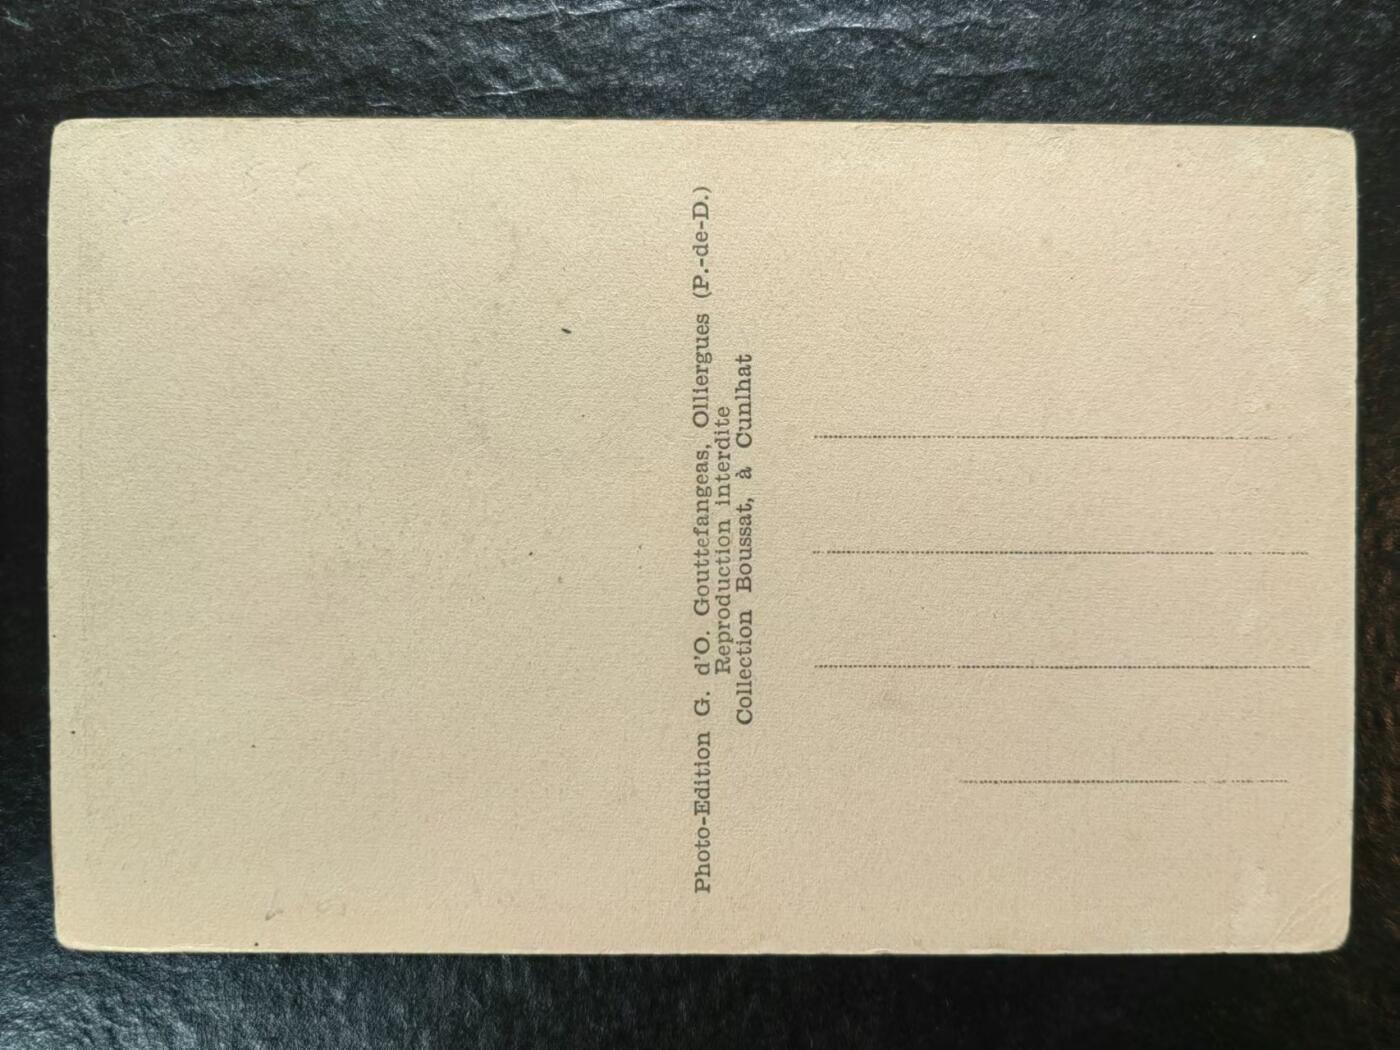 Photo-Edition G. d'O. Gouttefangeas, Olliergues (P.-de-D.)
Reproduction interdite
Collection Boussat, à Cunlhat